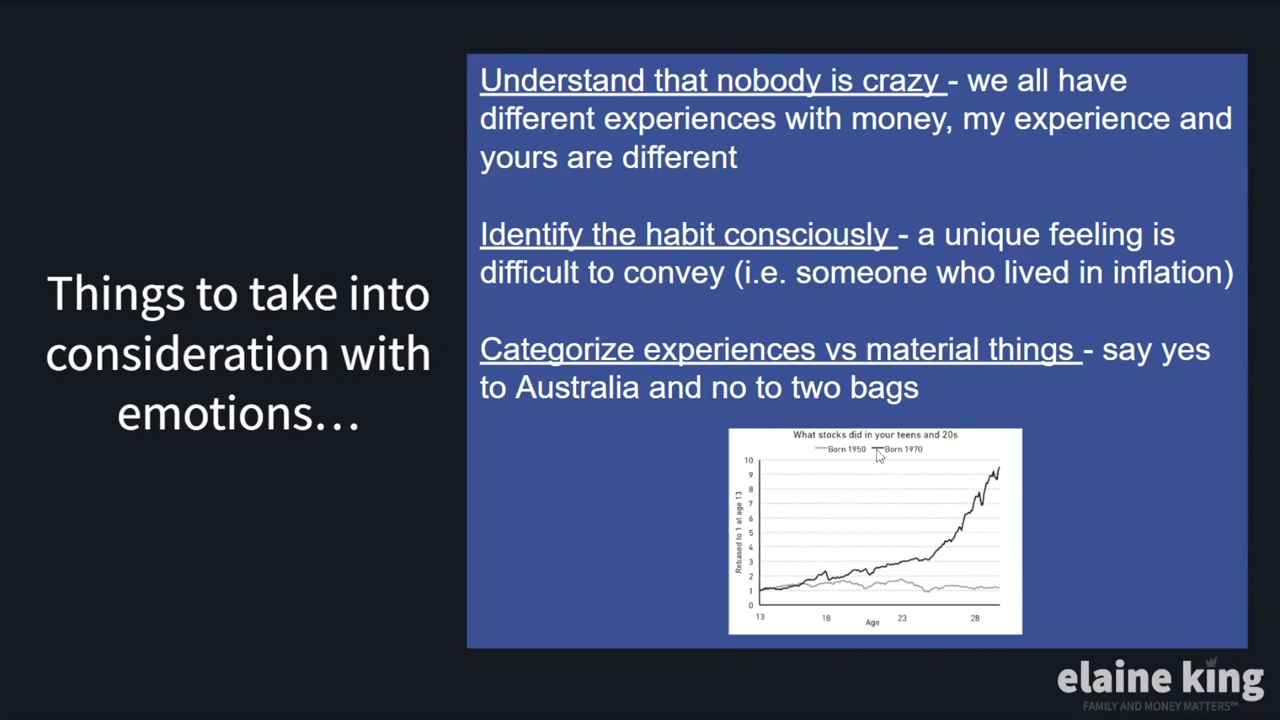 Things to take into
consideration with
emotions…
Understand that nobody is crazy - we all have
different experiences with money, my experience and
yours are different
Identify the habit consciously - a unique feeling is
difficult to convey (i.e. someone who lived in inflation)
Categorize experiences vs material things - say yes
to Australia and no to two bags
What stocks did in your teens and 20s
Born 1950 Born 1970
Rebased to 1 at age 13
10
9
8
7
6
5
4
3
2
1
0
13 18 23 28
Age
elaine king
FAMILY AND MONEY MATTERS™